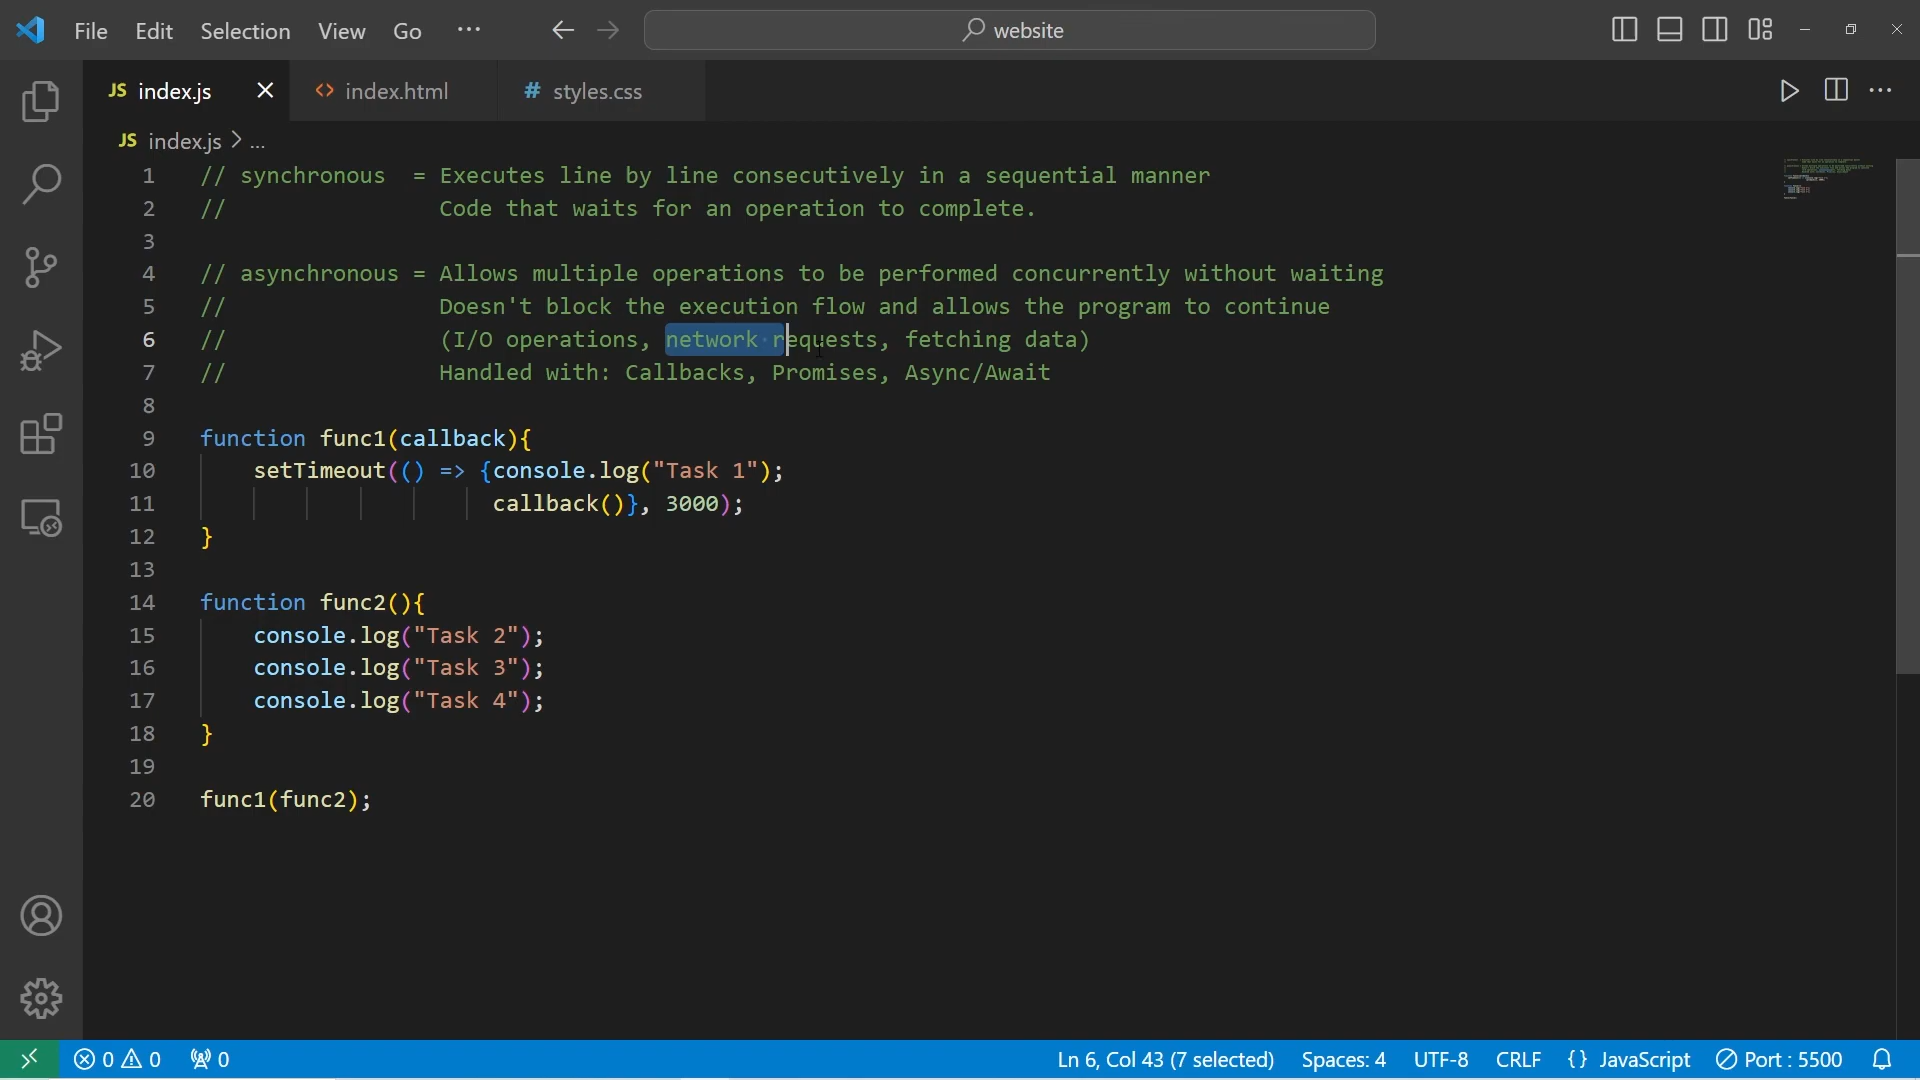 File Edit Selection View Go ··· website
JS index.js <> index.html # styles.css
JS index.js > ...
1 // synchronous  = Executes line by line consecutively in a sequential manner
2 //                Code that waits for an operation to complete.
3
4 // asynchronous = Allows multiple operations to be performed concurrently without waiting
5 //                Doesn't block the execution flow and allows the program to continue
6 //                (I/O operations, network requests, fetching data)
7 //                Handled with: Callbacks, Promises, Async/Await
8
9 function func1(callback){
10     setTimeout(() => {console.log("Task 1");
11                       callback()}, 3000);
12 }
13
14 function func2(){
15     console.log("Task 2");
16     console.log("Task 3");
17     console.log("Task 4");
18 }
19
20 func1(func2);
0 0 0 Ln 6, Col 43 (7 selected) Spaces: 4 UTF-8 CRLF {} JavaScript Port : 5500